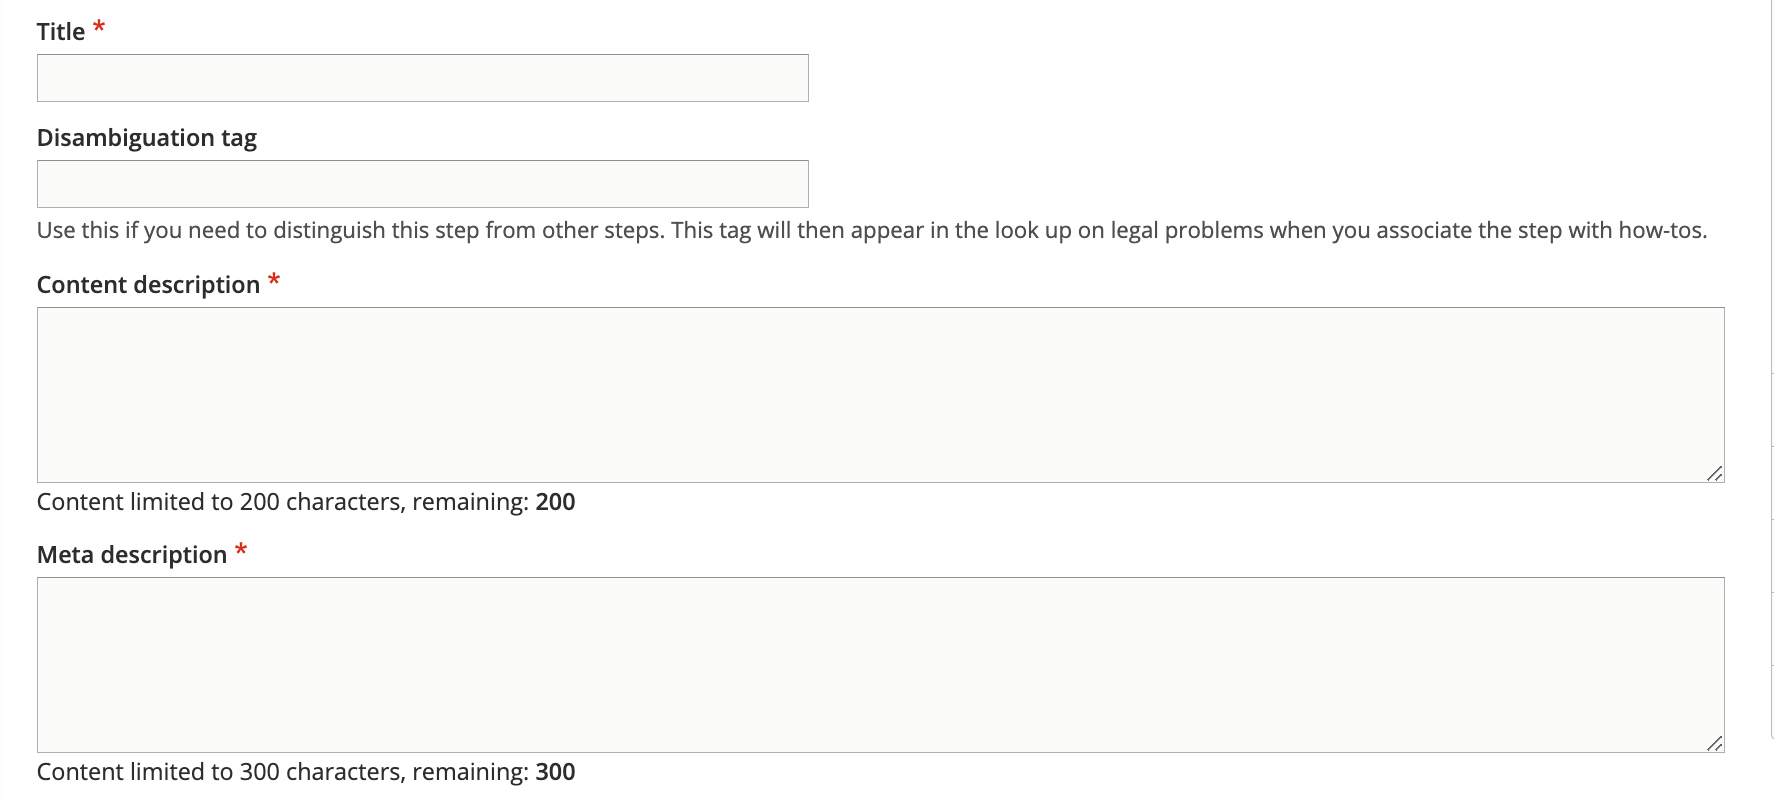 Title *
Disambiguation tag
Use this if you need to distinguish this step from other steps. This tag will then appear in the look up on legal problems when you associate the step with how-tos.
Content description *
Content limited to 200 characters, remaining: 200
Meta description *
Content limited to 300 characters, remaining: 300